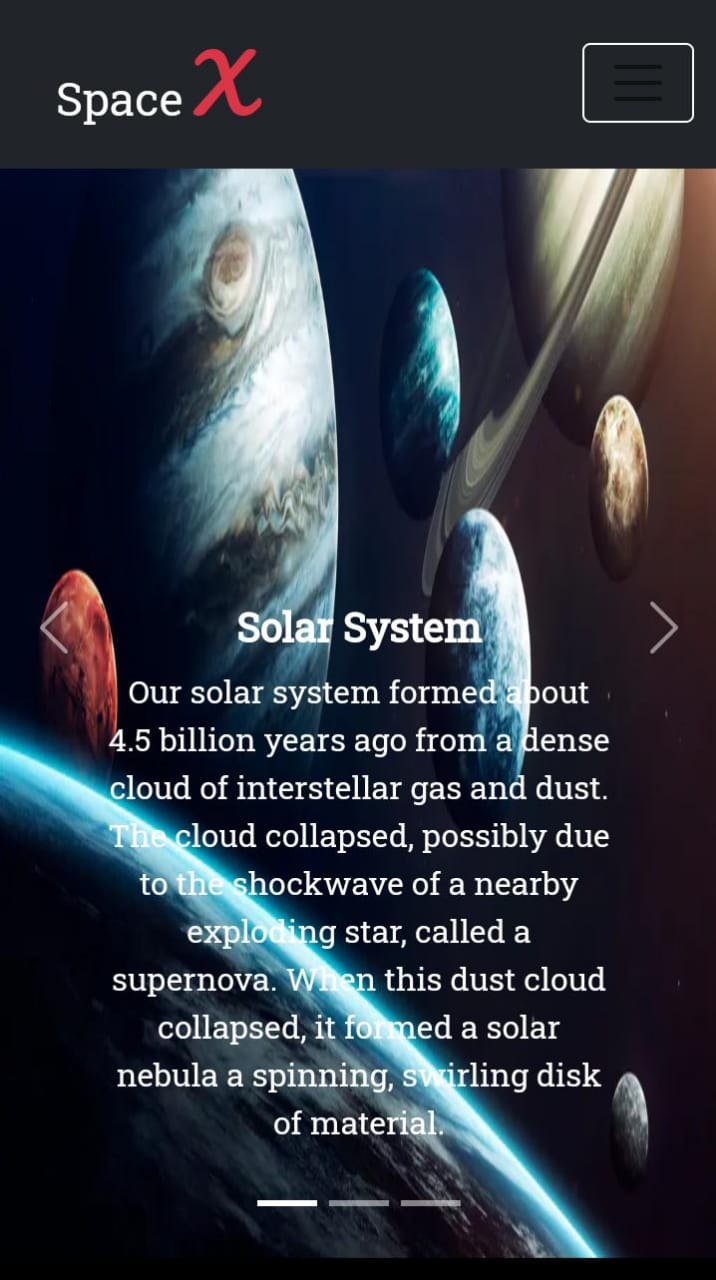 Space X
Solar System
Our solar system formed about
4.5 billion years ago from a dense
cloud of interstellar gas and dust.
The cloud collapsed, possibly due
to the shockwave of a nearby
exploding star, called a
supernova. When this dust cloud
collapsed, it formed a solar
nebula a spinning, swirling disk
of material.